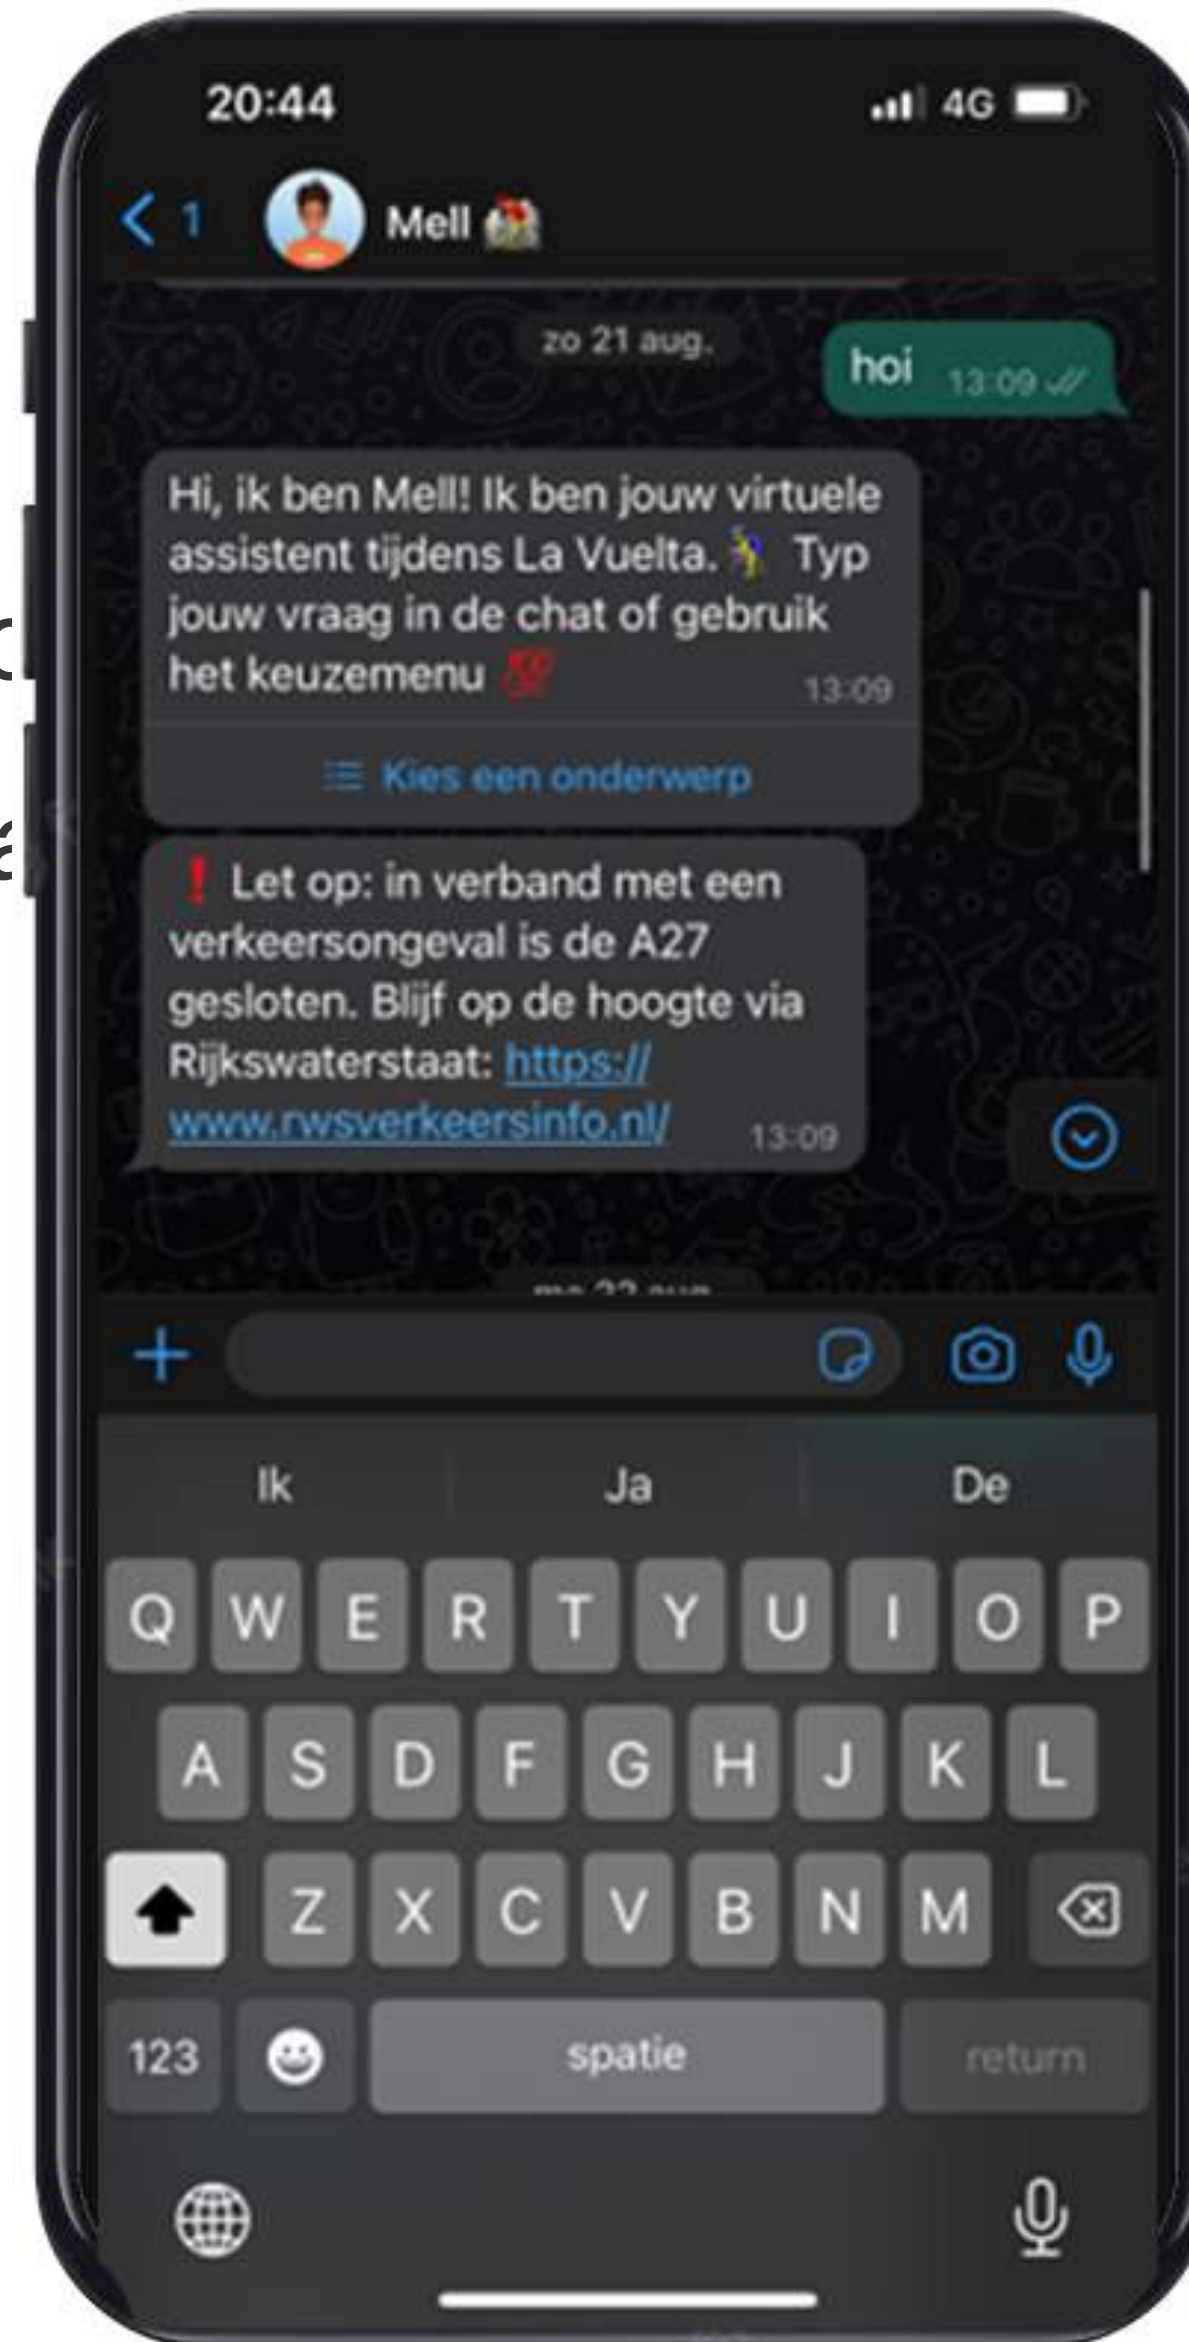 20:44 4G
1 Mell
zo 21 aug.
hoi 13:09
Hi, ik ben Mell! Ik ben jouw virtuele
assistent tijdens La Vuelta. Typ
jouw vraag in de chat of gebruik
het keuzemenu 💯 13:09
Kies een onderwerp
❗ Let op: in verband met een
verkeersongeval is de A27
gesloten. Blijf op de hoogte via
Rijkswaterstaat: https://
www.rwsverkeersinfo.nl/ 13:09
Ik Ja De
Q W E R T Y U I O P
A S D F G H J K L
Z X C V B N M
123 spatie return